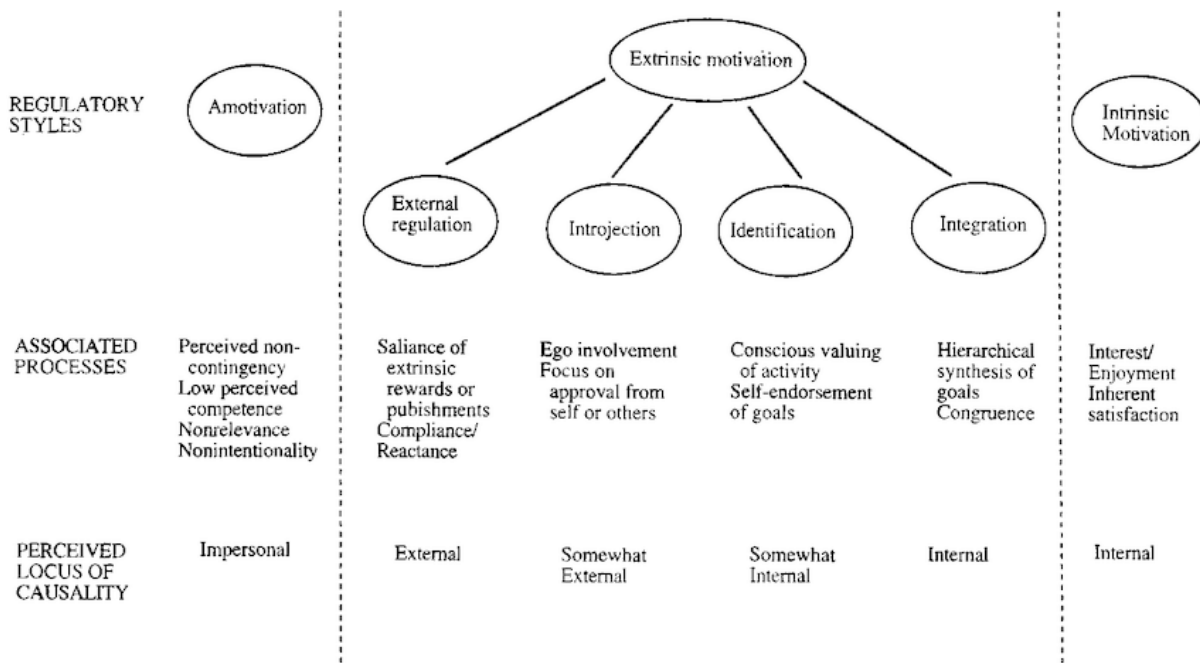 Extrinsic motivation
REGULATORY
STYLES
Amotivation
Intrinsic
Motivation
External
regulation
Introjection
Identification
Integration
ASSOCIATED
PROCESSES
Perceived non-
contingency
Low perceived
competence
Nonrelevance
Nonintentionality
Saliance of
extrinsic
rewards or
pubishments
Compliance/
Reactance
Ego involvement
Focus on
approval from
self or others
Conscious valuing
of activity
Self-endorsement
of goals
Hierarchical
synthesis of
goals
Congruence
Interest/
Enjoyment
Inherent
satisfaction
PERCEIVED
LOCUS OF
CAUSALITY
Impersonal
External
Somewhat
External
Somewhat
Internal
Internal
Internal